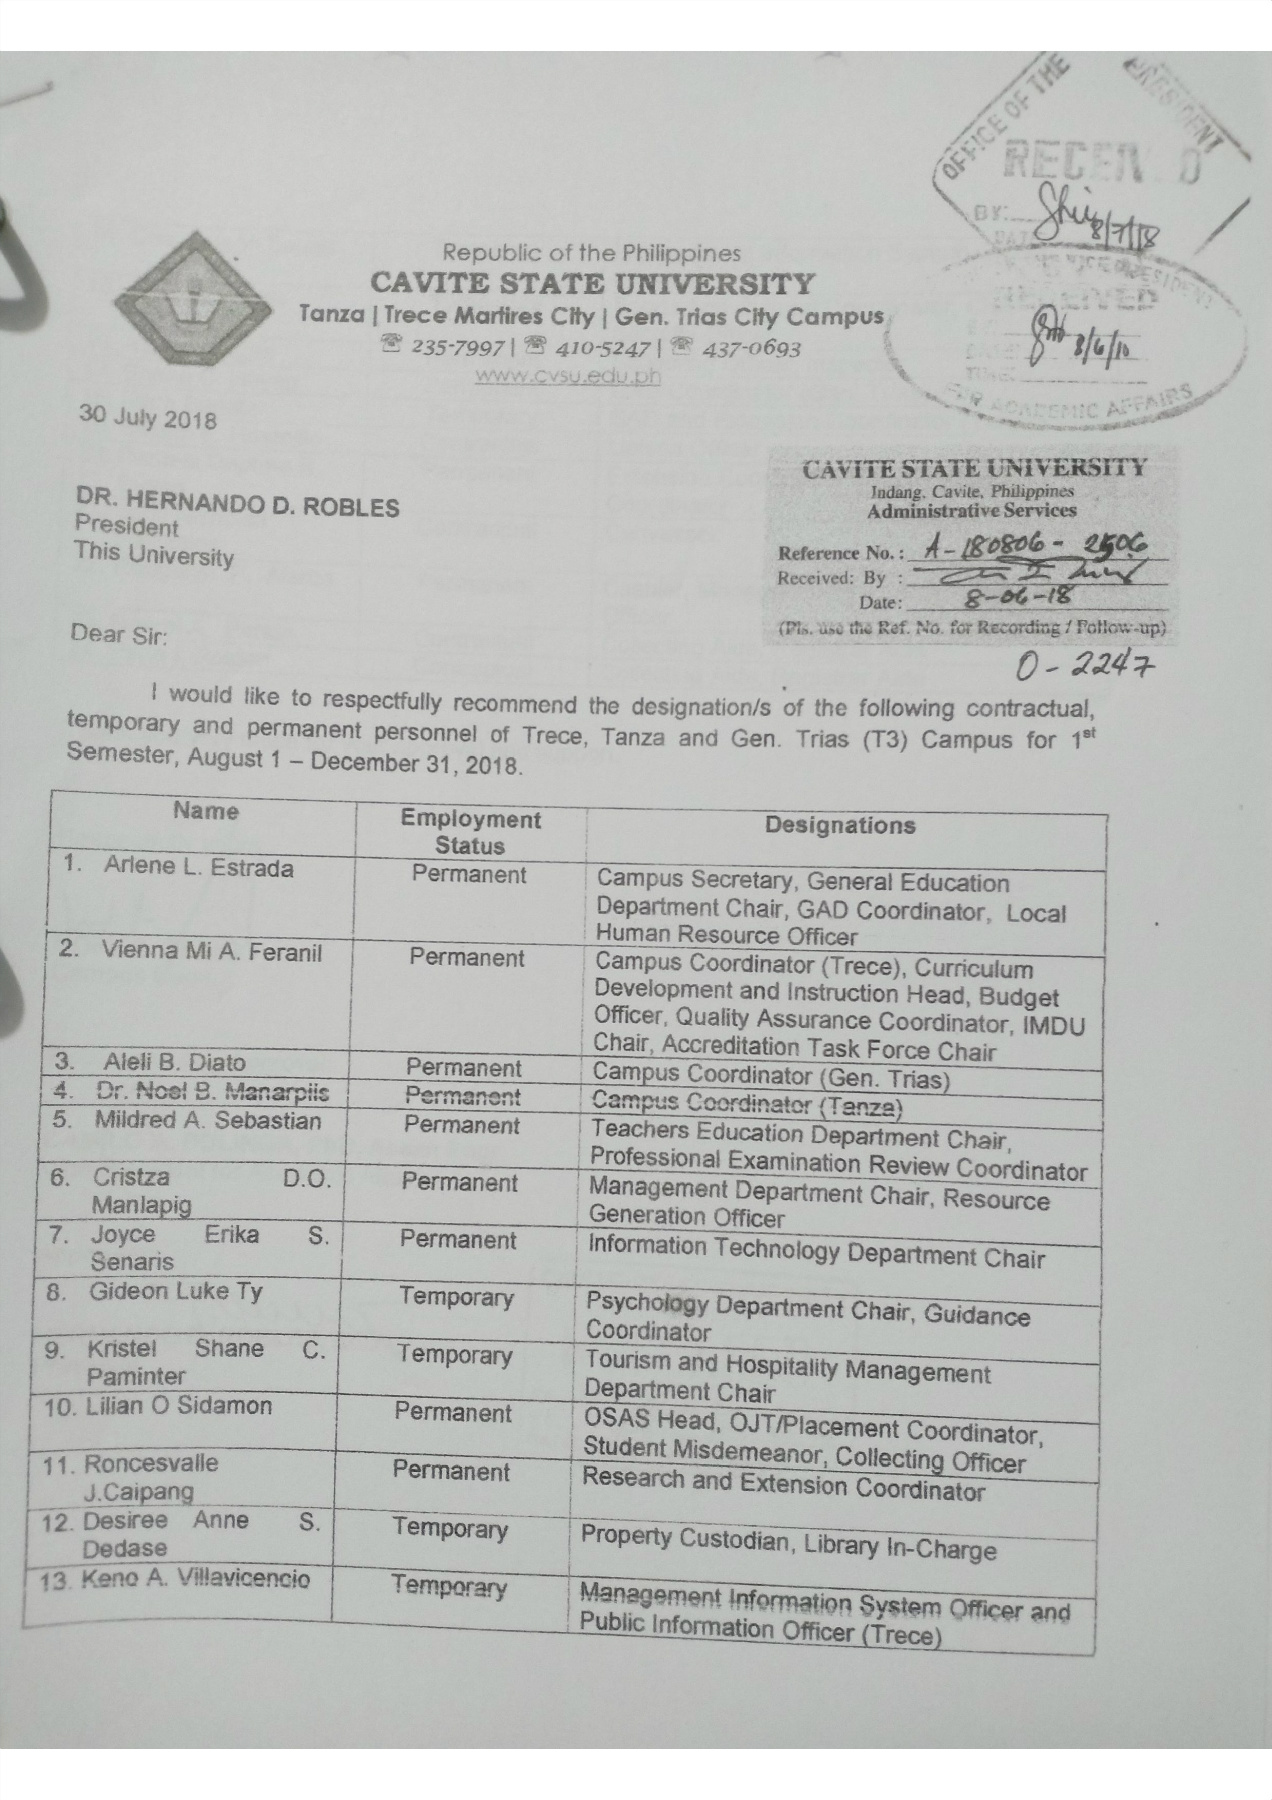 OFFICE OF THE PRESIDENT
RECEIVED
BY:
8/7/18
Republic of the Philippines
CAVITE STATE UNIVERSITY
Tanza | Trece Martires City | Gen. Trias City Campus
☏ 235-7997 | ☏ 410-5247 | ☏ 437-0693
www.cvsu.edu.ph
RECEIVED
FOR ACADEMIC AFFAIRS
30 July 2018
CAVITE STATE UNIVERSITY
Indang, Cavite, Philippines
Administrative Services
Reference No. : A-180806- 2506
Received: By :
Date: 8-06-18
(Pls. use the Ref. No. for Recording / Follow-up)
O-2247
DR. HERNANDO D. ROBLES
President
This University
Dear Sir:
I would like to respectfully recommend the designation/s of the following contractual,
temporary and permanent personnel of Trece, Tanza and Gen. Trias (T3) Campus for 1st
Semester, August 1 – December 31, 2018.
Name Employment Designations
Status
1. Arlene L. Estrada Permanent Campus Secretary, General Education
Department Chair, GAD Coordinator, Local
Human Resource Officer
2. Vienna Mi A. Feranil Permanent Campus Coordinator (Trece), Curriculum
Development and Instruction Head, Budget
Officer, Quality Assurance Coordinator, IMDU
Chair, Accreditation Task Force Chair
3. Aleli B. Diato Permanent Campus Coordinator (Gen. Trias)
4. Dr. Noel B. Manarpiis Permanent Campus Coordinator (Tanza)
5. Mildred A. Sebastian Permanent Teachers Education Department Chair,
Professional Examination Review Coordinator
6. Cristza D.O. Permanent Management Department Chair, Resource
Manlapig Generation Officer
7. Joyce Erika S. Permanent Information Technology Department Chair
Senaris
8. Gideon Luke Ty Temporary Psychology Department Chair, Guidance
Coordinator
9. Kristel Shane C. Temporary Tourism and Hospitality Management
Paminter Department Chair
10. Lilian O Sidamon Permanent OSAS Head, OJT/Placement Coordinator,
Student Misdemeanor, Collecting Officer
11. Roncesvalle Permanent Research and Extension Coordinator
J.Caipang
12. Desiree Anne S. Temporary Property Custodian, Library In-Charge
Dedase
13. Keno A. Villavicencio Temporary Management Information System Officer and
Public Information Officer (Trece)